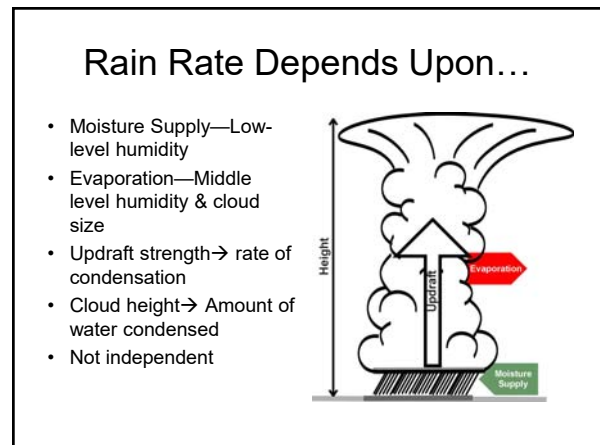 Rain Rate Depends Upon…
• Moisture Supply—Low-
level humidity
• Evaporation—Middle
level humidity & cloud
size
• Updraft strength→ rate of
condensation
• Cloud height→ Amount of
water condensed
• Not independent
Height
Updraft
Evaporation
Moisture
Supply